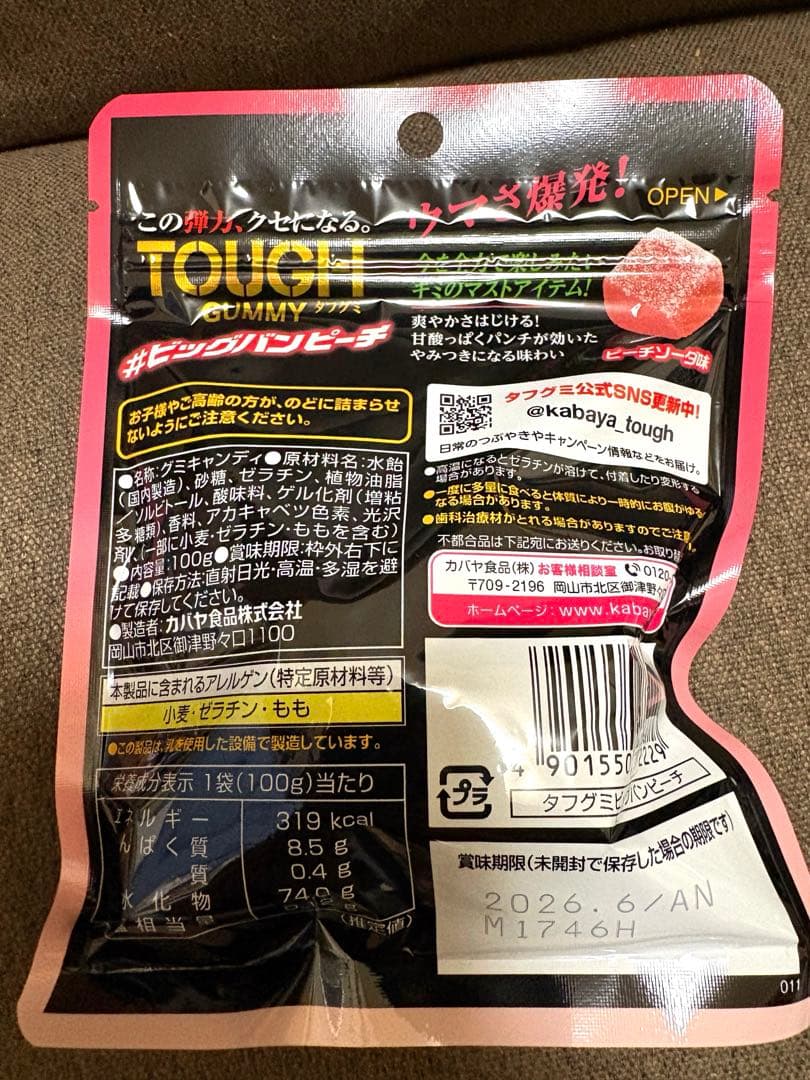 この弾力、クセになる。
ウマさ爆発!
OPEN▶
TOUGH
GUMMY タフグミ
#ビッグバンピーチ
今を全力で楽しみたい
キミのマストアイテム!
爽やかさはじける!
甘酸っぱくパンチが効いた
やみつきになる味わい
ピーチソーダ味
お子様やご高齢の方が、のどに詰まらせ
ないようにご注意ください。
●名称:グミキャンディ●原材料名:水飴
(国内製造)、砂糖、ゼラチン、植物油脂
/ソルビトール、酸味料、ゲル化剤(増粘
多糖類)、香料、アカキャベツ色素、光沢
剤、(一部に小麦・ゼラチン・ももを含む)
●内容量:100g●賞味期限:枠外右下に
記載●保存方法:直射日光・高温・多湿を避
けて保存してください。
●製造者:カバヤ食品株式会社
岡山市北区御津野々口1100
本製品に含まれるアレルゲン(特定原材料等)
小麦・ゼラチン・もも
●この製品は、乳を使用した設備で製造しています。
栄養成分表示 1袋(100g)当たり
エネルギー 319 kcal
んぱく質 8.5 g
質 0.4 g
水化物 74.9 g
相当量
(推定値)
タフグミ公式SNS更新中!
@kabaya_tough
日常のつぶやきやキャンペーン情報などをお届け。
●高温になるとゼラチンが溶けて、付着したり変形する
場合があります。
●一度に多量に食べると体質により一時的にお腹がゆる
なる場合があります。
●歯科治療材がとれる場合がありますのでご注意
不都合品は下記宛にお送りください。お取り替
カバヤ食品(株) お客様相談室 0120-
〒709-2196 岡山市北区御津野々
ホームページ:www.kabay
4 901550 2229
プラ
タフグミビッグバンピーチ
賞味期限(未開封で保存した場合の期限です)
2026.6/AN
M1746H
011